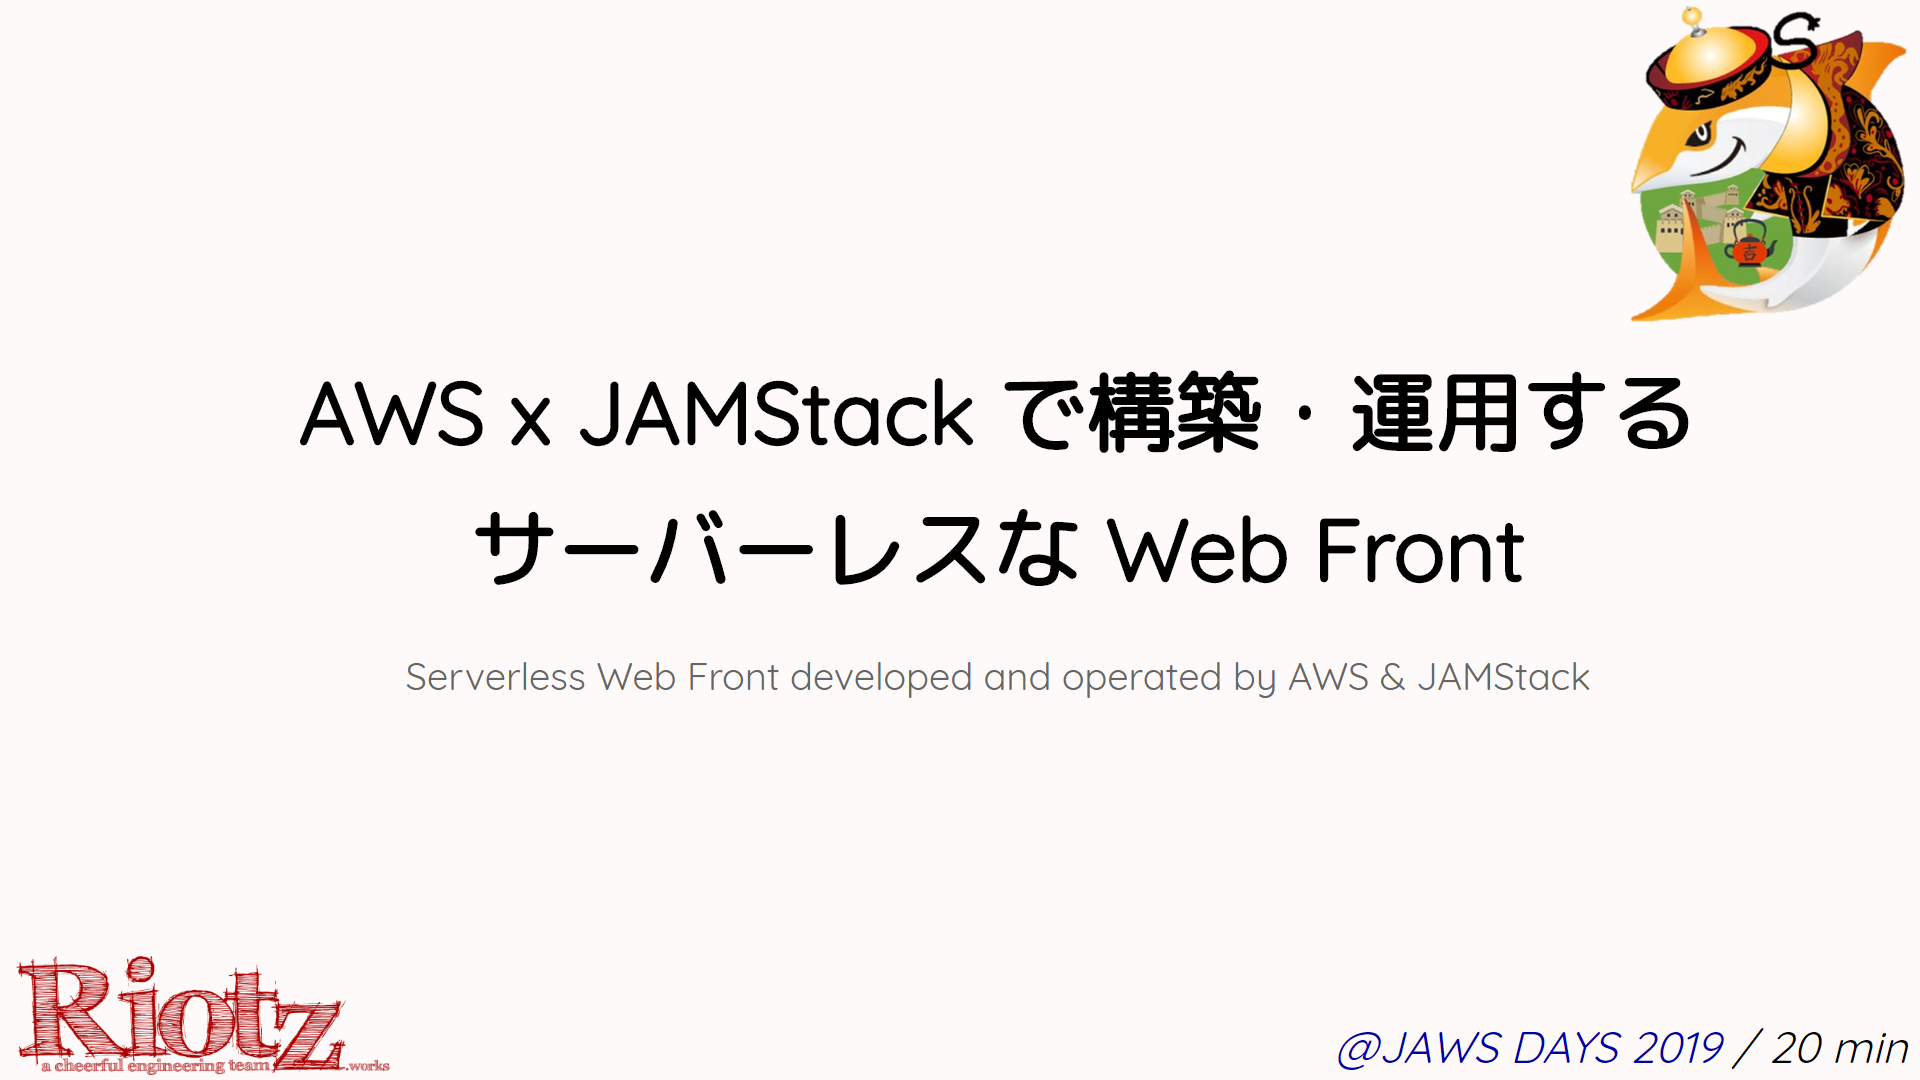 AWS x JAMStack で構築・運用する
サーバーレスな Web Front
Serverless Web Front developed and operated by AWS & JAMStack
吉
Riotz
a cheerful engineering team .works
@JAWS DAYS 2019 / 20 min